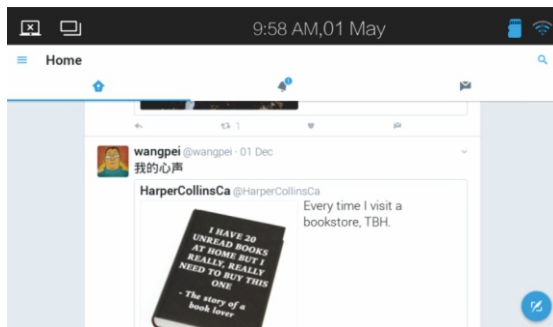 9:58 AM,01 May
Home
1
1
wangpei @wangpei · 01 Dec
我的心声
HarperCollinsCa @HarperCollinsCa
Every time I visit a
bookstore, TBH.
I HAVE 20
UNREAD BOOKS
AT HOME BUT I
REALLY, REALLY
NEED TO BUY THIS
ONE
- The story of a
book lover